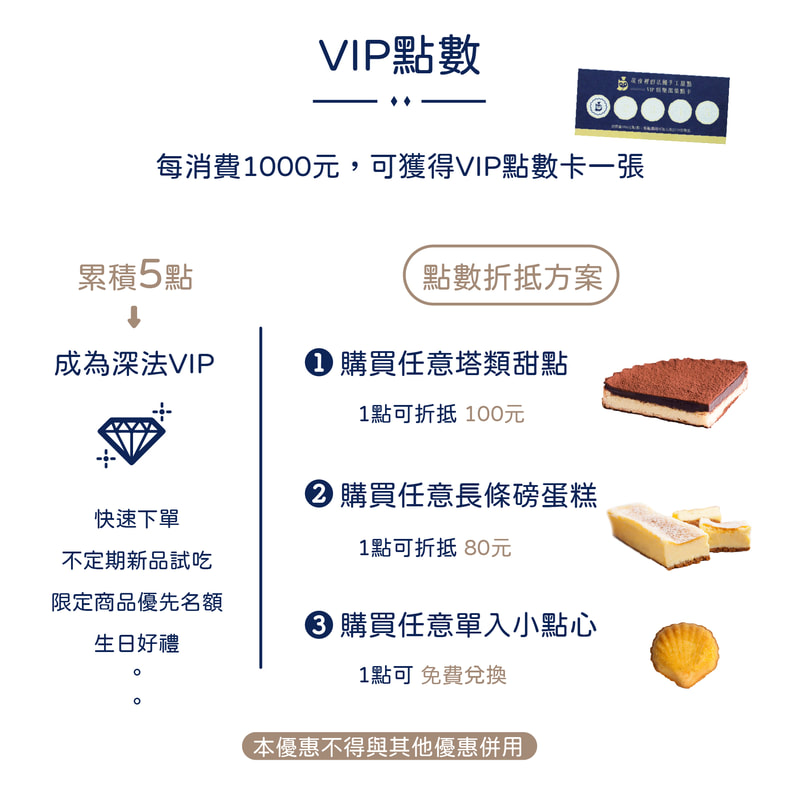 VIP點數
每消費1000元，可獲得VIP點數卡一張
累積5點
成為深法VIP
快速下單
不定期新品試吃
限定商品優先名額
生日好禮
。
。
點數折抵方案
1 購買任意塔類甜點
1點可折抵 100元
2 購買任意長條磅蛋糕
1點可折抵 80元
3 購買任意單入小點心
1點可 免費兌換
本優惠不得與其他優惠併用